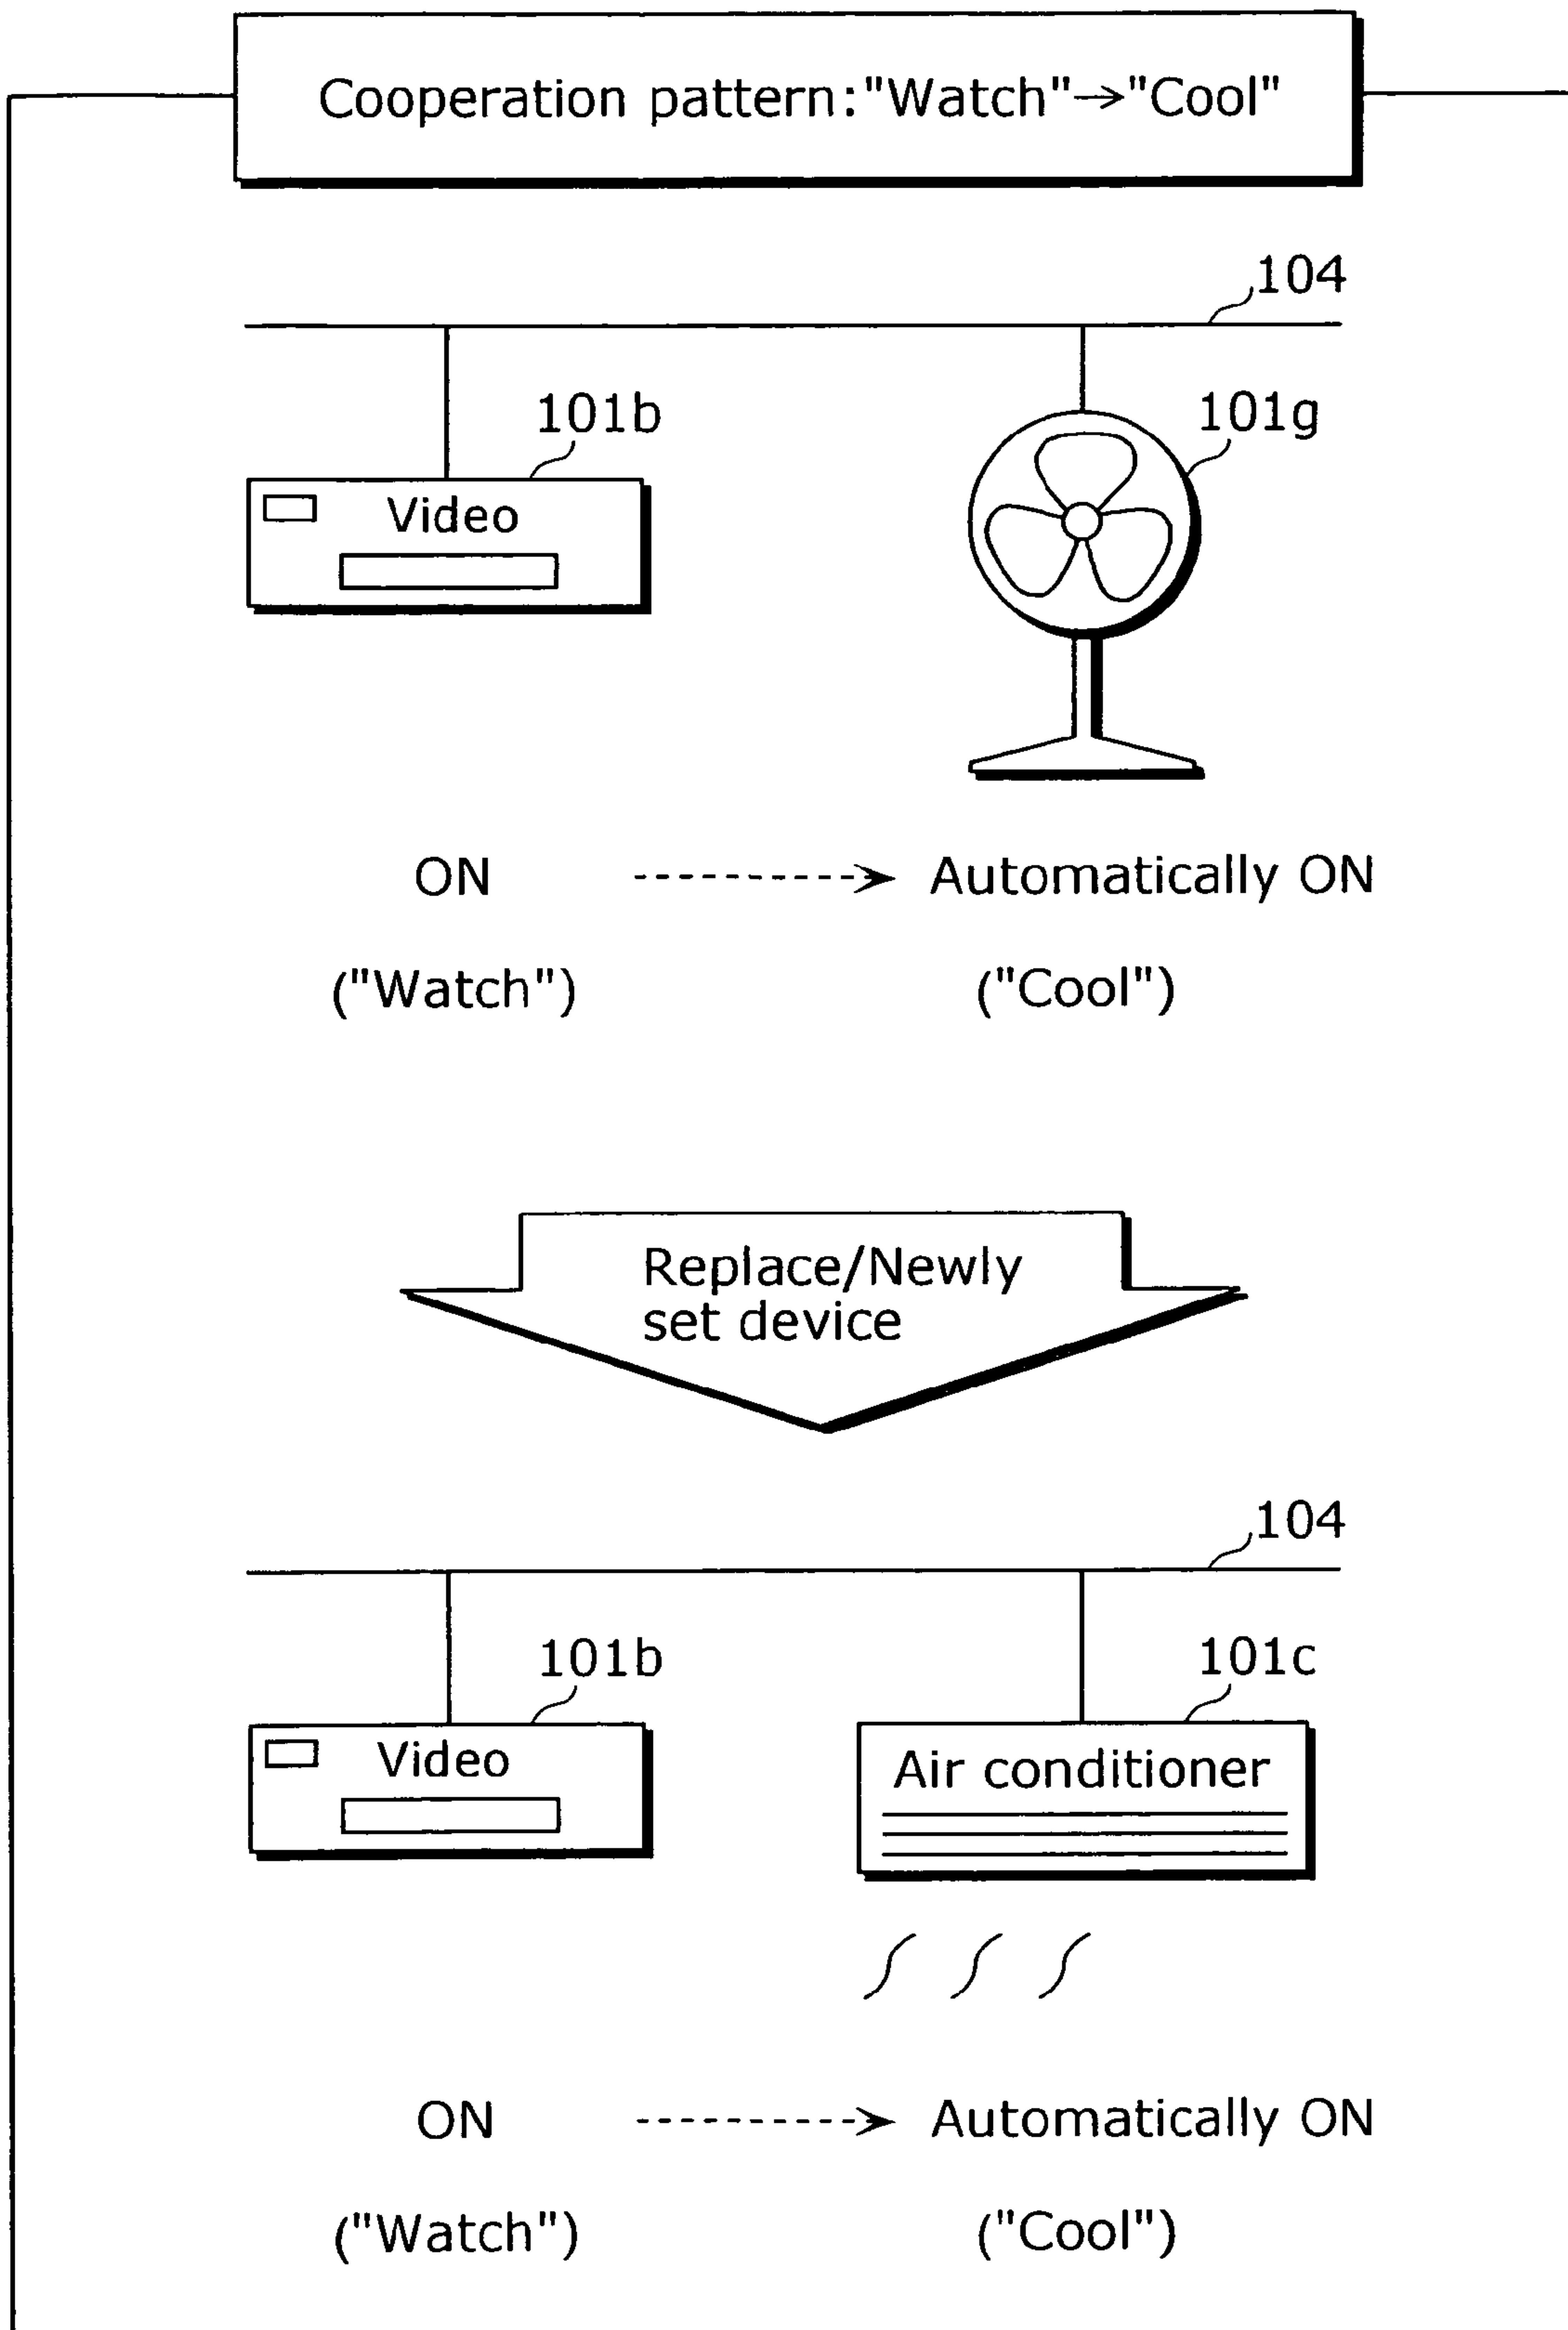 Cooperation pattern:"Watch"→"Cool"
104
101b
101g
Video
ON
Automatically ON
("Watch")
("Cool")
Replace/Newly
set device
104
101b
101c
Video
Air conditioner
ON
Automatically ON
("Watch")
("Cool")